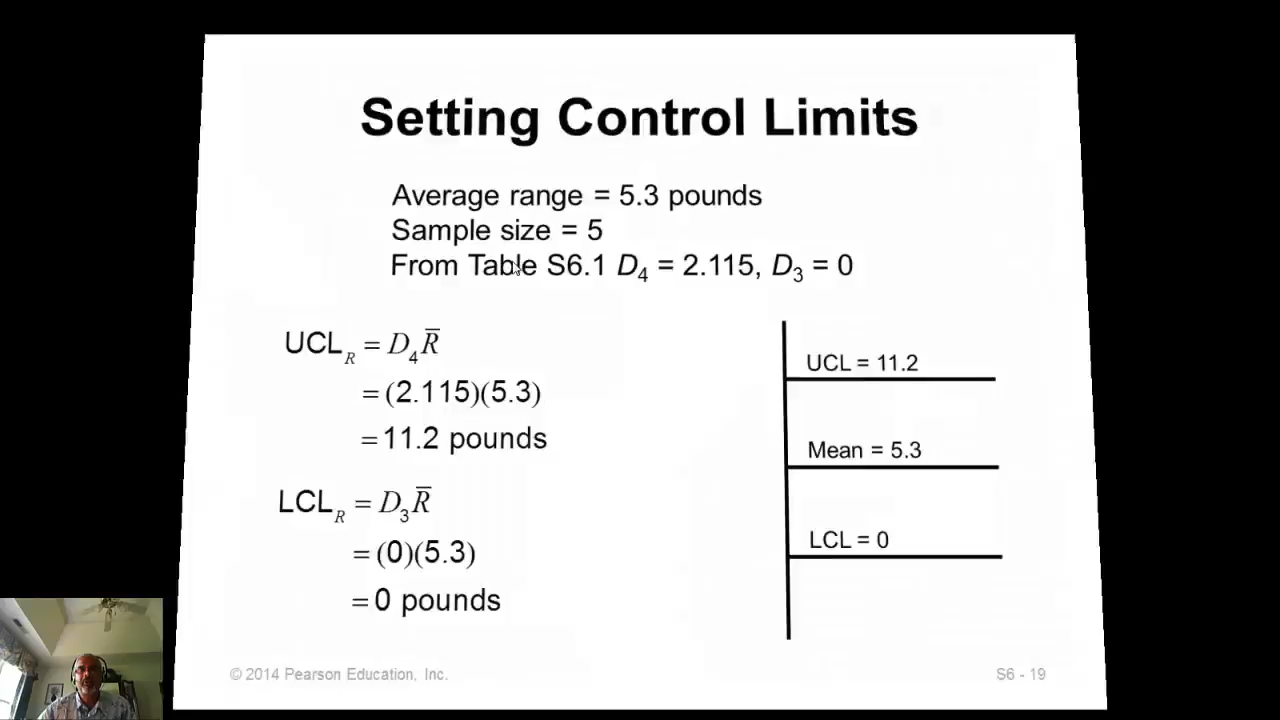 Setting Control Limits
Average range = 5.3 pounds
Sample size = 5
From Table S6.1 D₄ = 2.115, D₃ = 0
UCL_R = D₄R̅
= (2.115)(5.3)
= 11.2 pounds
LCL_R = D₃R̅
= (0)(5.3)
= 0 pounds
UCL = 11.2
Mean = 5.3
LCL = 0
© 2014 Pearson Education, Inc.
S6 - 19